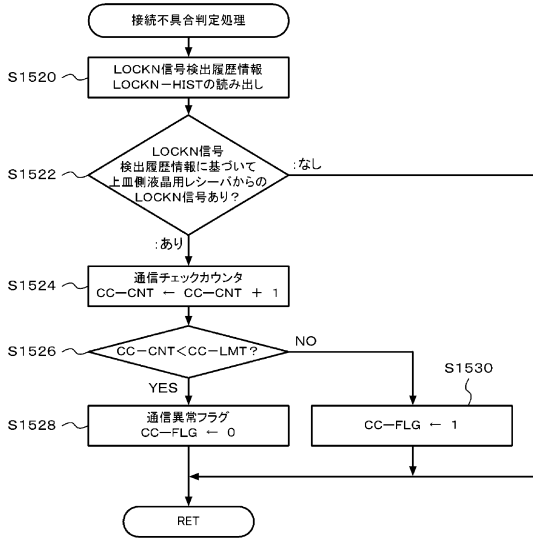 接続不具合判定処理
S1520
LOCKN信号検出履歴情報
LOCKN－HISTの読み出し
S1522
LOCKN信号
検出履歴情報に基づいて
上皿側液晶用レシーバからの
LOCKN信号あり？
:なし
:あり
S1524
通信チェックカウンタ
CC－CNT ← CC－CNT ＋ 1
S1526
CC－CNT＜CC－LMT？
NO
YES
S1530
S1528
通信異常フラグ
CC－FLG ← 0
CC－FLG ← 1
RET